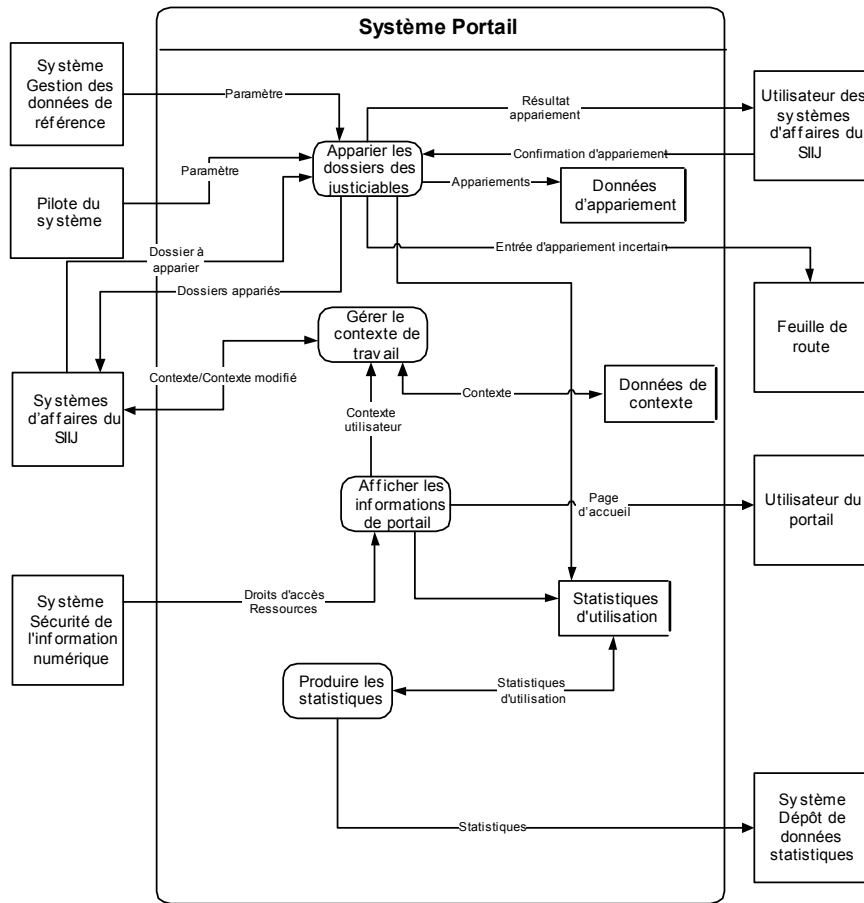 Système Portail
Système
Gestion des
données de
référence
Paramètre
Résultat
appariement
Utilisateur des
systèmes
d'affaires du
SIIJ
Apparier les
dossiers des
justiciables
Confirmation d'appariement
Paramètre
Appariements
Données
d'appariement
Pilote du
système
Dossier à
apparier
Entrée d'appariement incertain
Dossiers appariés
Feuille de
route
Gérer le
contexte de
travail
Contexte/Contexte modifié
Systèmes
d'affaires du
SIIJ
Contexte
Données de
contexte
Contexte
utilisateur
Afficher les
informations
de portail
Page
d'accueil
Utilisateur du
portail
Système
Sécurité de
l'information
numérique
Droits d'accès
Ressources
Statistiques
d'utilisation
Produire les
statistiques
Statistiques
d'utilisation
Statistiques
Système
Dépôt de
données
statistiques